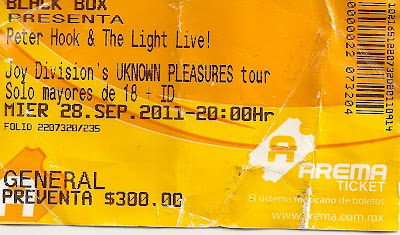 BLACK BOX
PRESENTA
Peter Hook & The Light Live!
Joy Division's UKNOWN PLEASURES tour
Solo mayores de 18 + ID
MIER 28.SEP.2011-20:00Hr
FOLIO 2207320/235
GENERAL
PREVENTA $300.00
AREMA
TICKET
El sistema mexicano de boletos
www.arema.com.mx